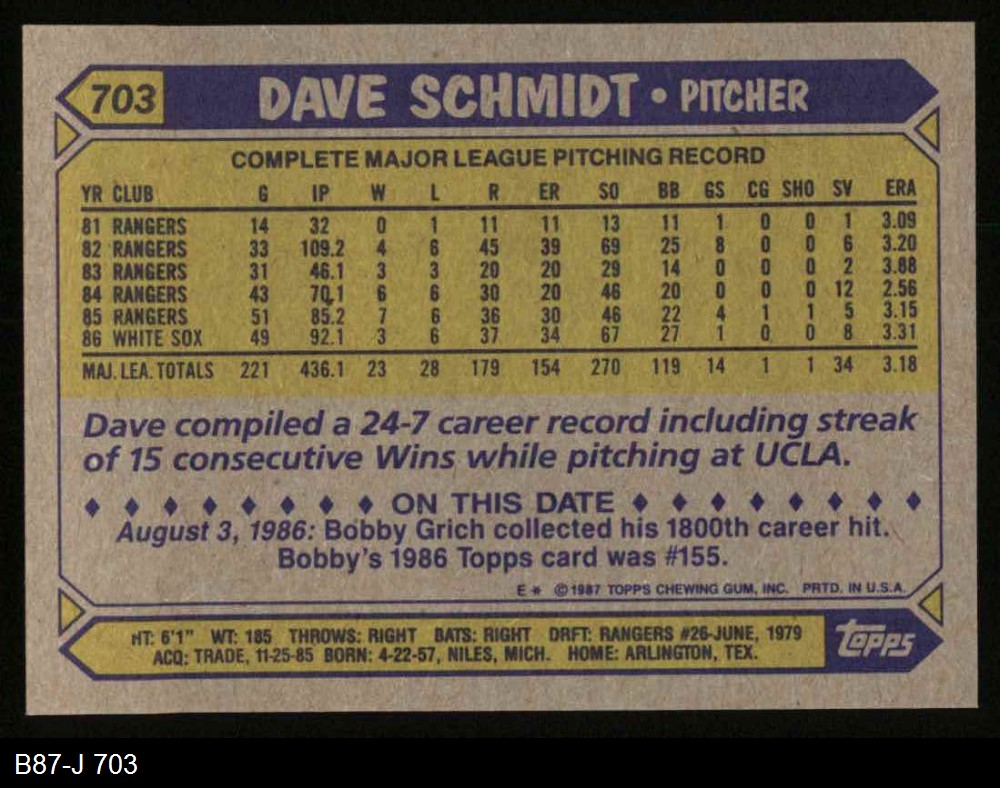 703 DAVE SCHMIDT • PITCHER
COMPLETE MAJOR LEAGUE PITCHING RECORD
YR CLUB G IP W L R ER SO BB GS CG SHO SV ERA
81 RANGERS 14 32 0 1 11 11 13 11 1 0 0 1 3.09
82 RANGERS 33 109.2 4 6 45 39 69 25 8 0 0 6 3.20
83 RANGERS 31 46.1 3 3 20 20 29 14 0 0 0 2 3.88
84 RANGERS 43 70.1 6 6 30 20 46 20 0 0 0 12 2.56
85 RANGERS 51 85.2 7 6 36 30 46 22 4 1 1 5 3.15
86 WHITE SOX 49 92.1 3 6 37 34 67 27 1 0 0 8 3.31
MAJ. LEA. TOTALS 221 436.1 23 28 179 154 270 119 14 1 1 34 3.18
Dave compiled a 24-7 career record including streak
of 15 consecutive Wins while pitching at UCLA.
♦ ♦ ♦ ♦ ♦ ♦ ♦ ♦ ON THIS DATE ♦ ♦ ♦ ♦ ♦ ♦ ♦ ♦
August 3, 1986: Bobby Grich collected his 1800th career hit.
Bobby's 1986 Topps card was #155.
E * ©1987 TOPPS CHEWING GUM, INC. PRTD. IN U.S.A.
HT: 6'1" WT: 185 THROWS: RIGHT BATS: RIGHT DRFT: RANGERS #26-JUNE, 1979
ACQ: TRADE, 11-25-85 BORN: 4-22-57, NILES, MICH. HOME: ARLINGTON, TEX.
topps
B87-J 703